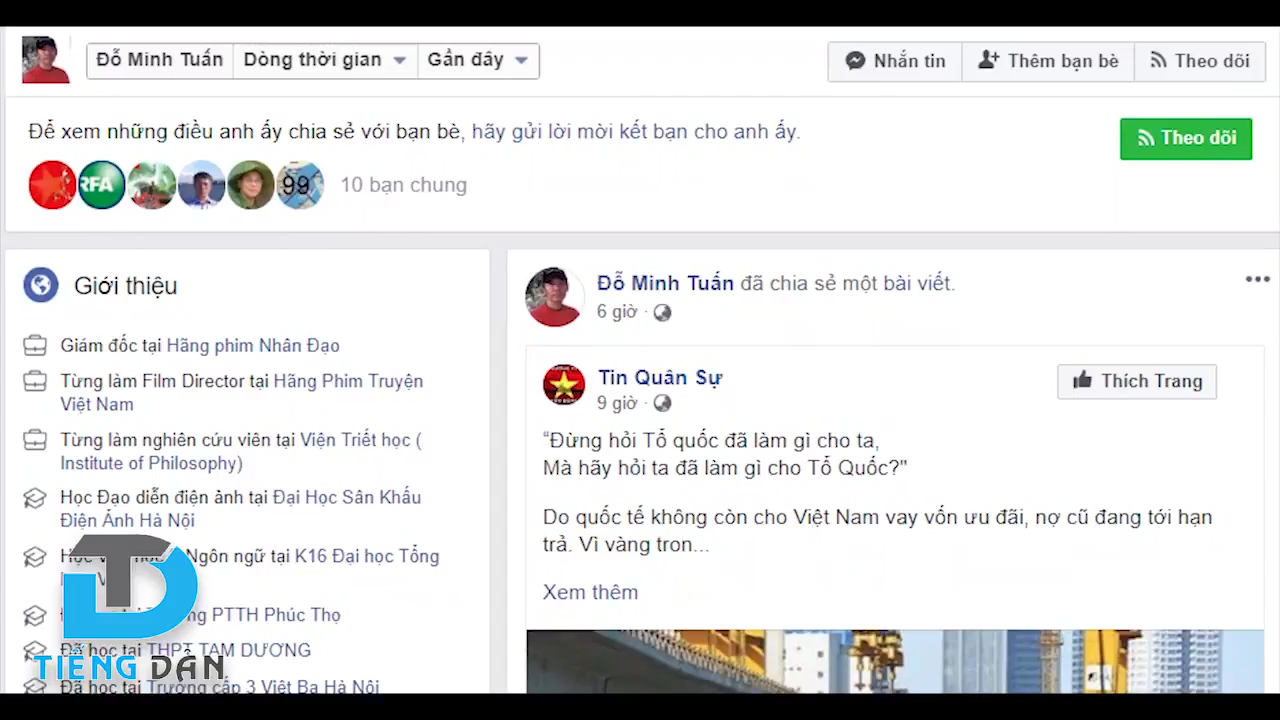 Đỗ Minh Tuấn Dòng thời gian Gần đây Nhắn tin Thêm bạn bè Theo dõi
Để xem những điều anh ấy chia sẻ với bạn bè, hãy gửi lời mời kết bạn cho anh ấy.
Theo dõi
RFA 99 10 bạn chung
Giới thiệu
Giám đốc tại Hãng phim Nhân Đạo
Từng làm Film Director tại Hãng Phim Truyện
Việt Nam
Từng làm nghiên cứu viên tại Viện Triết học (
Institute of Philosophy)
Học Đạo diễn điện ảnh tại Đại Học Sân Khấu
Điện Ảnh Hà Nội
Ngôn ngữ tại K16 Đại học Tổng
PTTH Phúc Thọ
Đã học tại THPT TAM DƯƠNG
Đã học tại Trường cấp 3 Việt Ba Hà Nội
TIẾNG DÂN
Đỗ Minh Tuấn đã chia sẻ một bài viết.
6 giờ ·
Tin Quân Sự
9 giờ ·
Thích Trang
“Đừng hỏi Tổ quốc đã làm gì cho ta,
Mà hãy hỏi ta đã làm gì cho Tổ Quốc?"
Do quốc tế không còn cho Việt Nam vay vốn ưu đãi, nợ cũ đang tới hạn
trả. Vì vàng tron...
Xem thêm